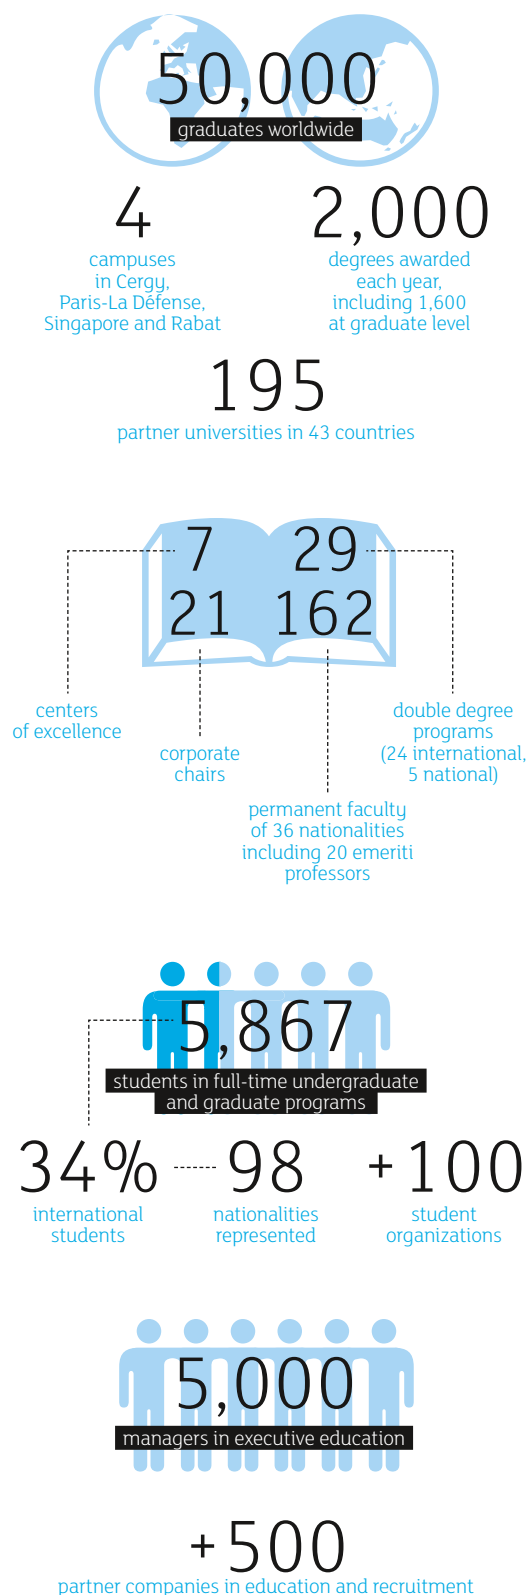 50,000
graduates worldwide
4
campuses
in Cergy,
Paris-La Défense,
Singapore and Rabat
2,000
degrees awarded
each year,
including 1,600
at graduate level
195
partner universities in 43 countries
7
29
21
162
centers
of excellence
double degree
programs
(24 international,
5 national)
corporate
chairs
permanent faculty
of 36 nationalities
including 20 emeriti
professors
5,867
students in full-time undergraduate
and graduate programs
34%
international
students
98
nationalities
represented
+100
student
organizations
5,000
managers in executive education
+500
partner companies in education and recruitment